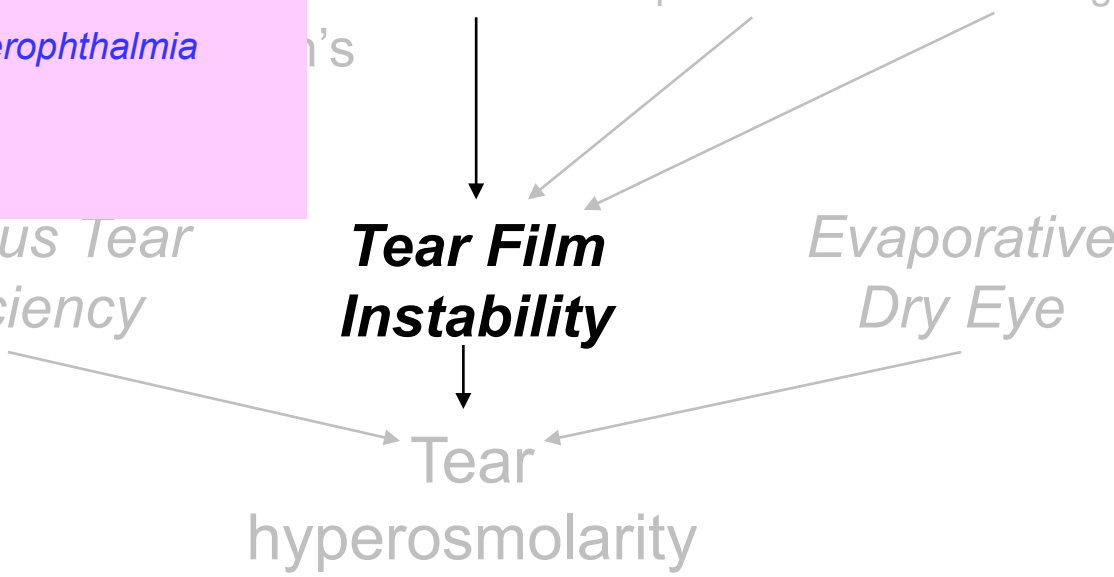 erophthalmia
n's
us Tear
ciency
Tear Film
Instability
Evaporative
Dry Eye
Tear
hyperosmolarity